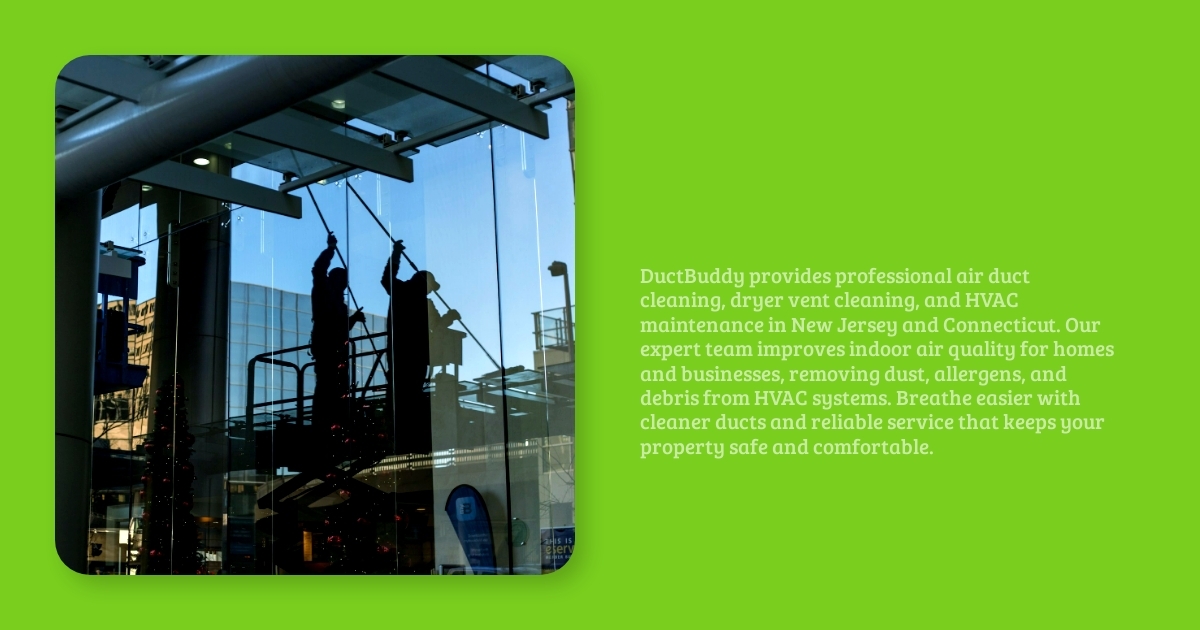 DuctBuddy provides professional air duct
cleaning, dryer vent cleaning, and HVAC
maintenance in New Jersey and Connecticut. Our
expert team improves indoor air quality for homes
and businesses, removing dust, allergens, and
debris from HVAC systems. Breathe easier with
cleaner ducts and reliable service that keeps your
property safe and comfortable.
B
THIS IS